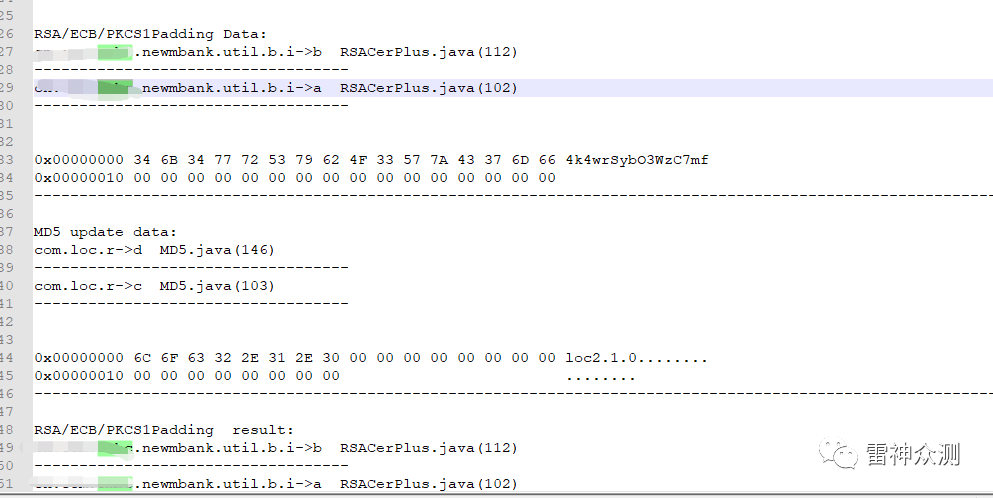 25
26 RSA/ECB/PKCS1Padding Data:
27 .newmbank.util.b.i->b RSACerPlus.java(112)
28 -----------------------------------
29 .newmbank.util.b.i->a RSACerPlus.java(102)
30 -----------------------------------
31
32
33 0x00000000 34 6B 34 77 72 53 79 62 4F 33 57 7A 43 37 6D 66 4k4wrSybO3WzC7mf
34 0x00000010 00 00 00 00 00 00 00 00 00 00 00 00 00 00 00 00
35 -----------------------------------------------------------------------------------------------------------
36
37 MD5 update data:
38 com.loc.r->d MD5.java(146)
39 -----------------------------------
40 com.loc.r->c MD5.java(103)
41 -----------------------------------
42
43
44 0x00000000 6C 6F 63 32 2E 31 2E 30 00 00 00 00 00 00 00 00 loc2.1.0........
45 0x00000010 00 00 00 00 00 00 00 00 ........
46 -----------------------------------------------------------------------------------------------------------
47
48 RSA/ECB/PKCS1Padding result:
49 .newmbank.util.b.i->b RSACerPlus.java(112)
50 -----------------------------------
51 .newmbank.util.b.i->a RSACerPlus.java(102)
雷神众测